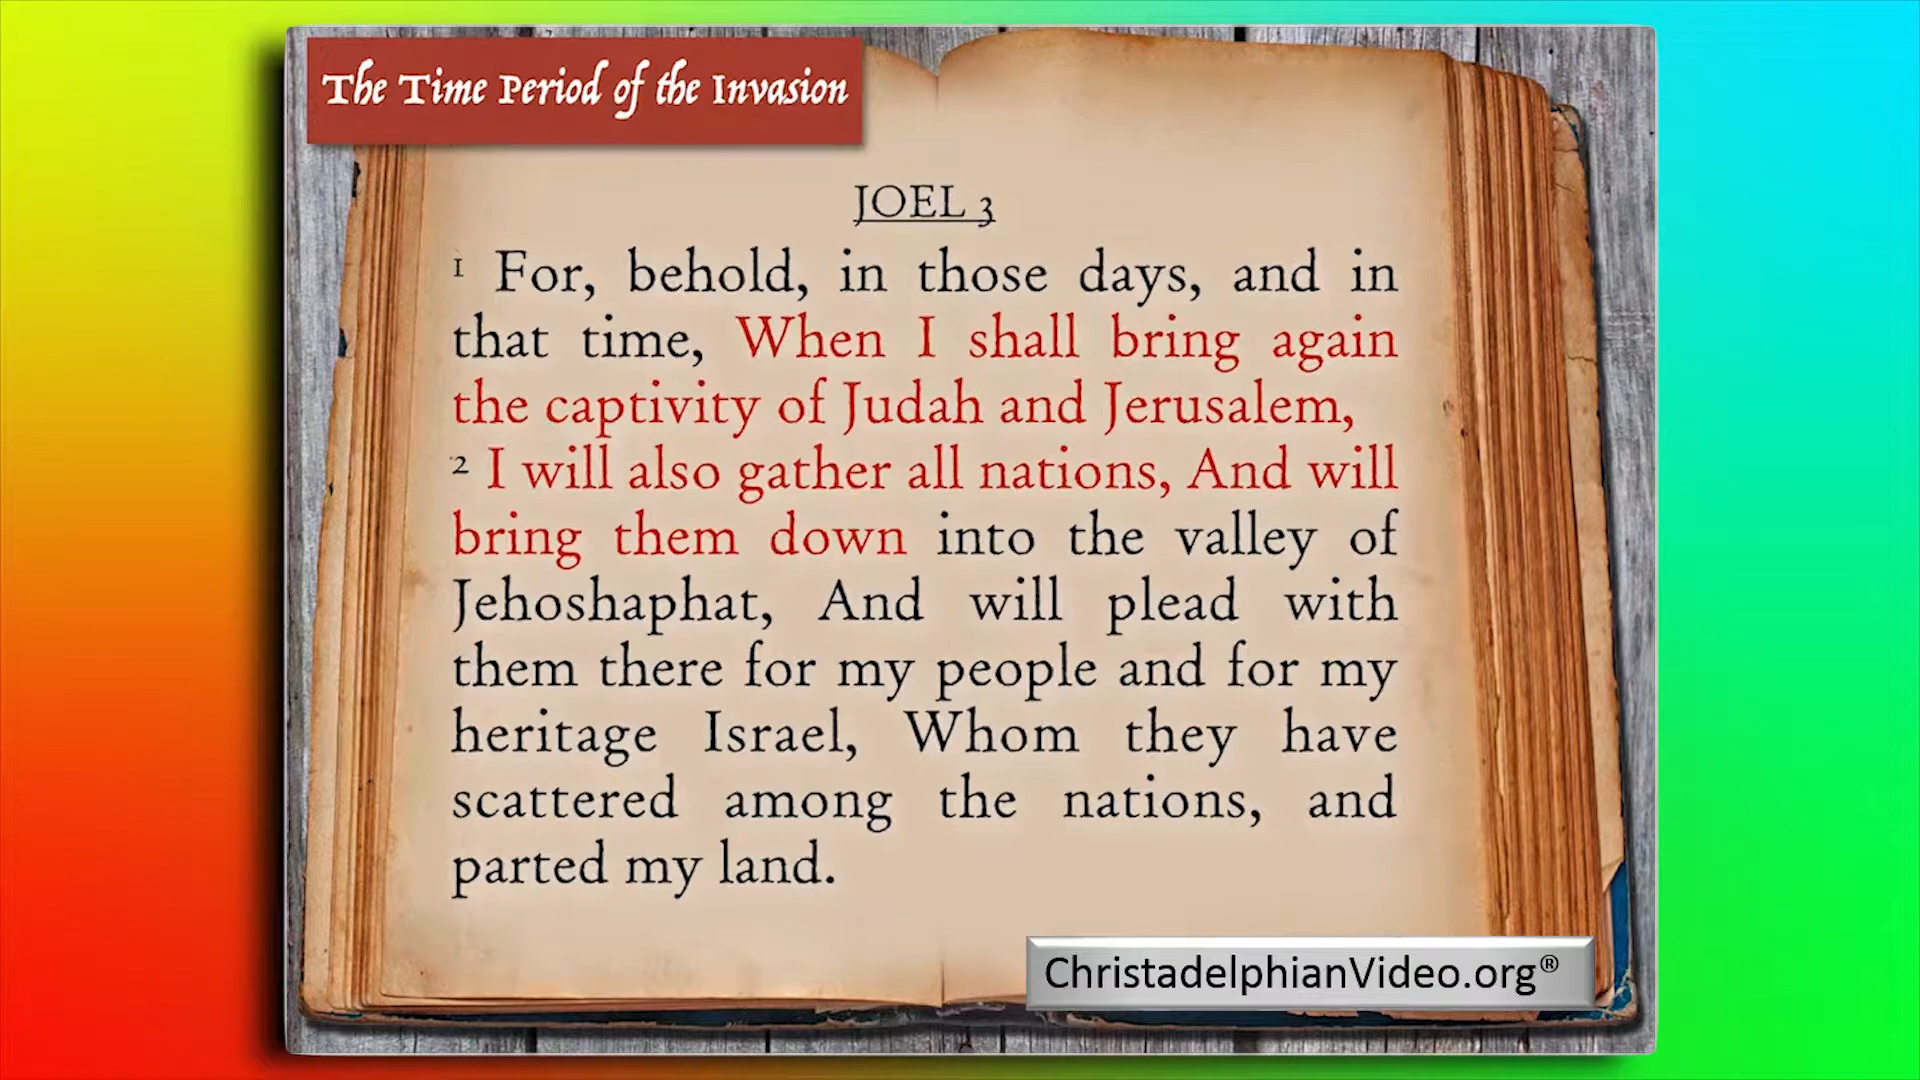 The Time Period of the Invasion
JOEL 3
1 For, behold, in those days, and in
that time, When I shall bring again
the captivity of Judah and Jerusalem,
2 I will also gather all nations, And will
bring them down into the valley of
Jehoshaphat, And will plead with
them there for my people and for my
heritage Israel, Whom they have
scattered among the nations, and
parted my land.
ChristadelphianVideo.org®